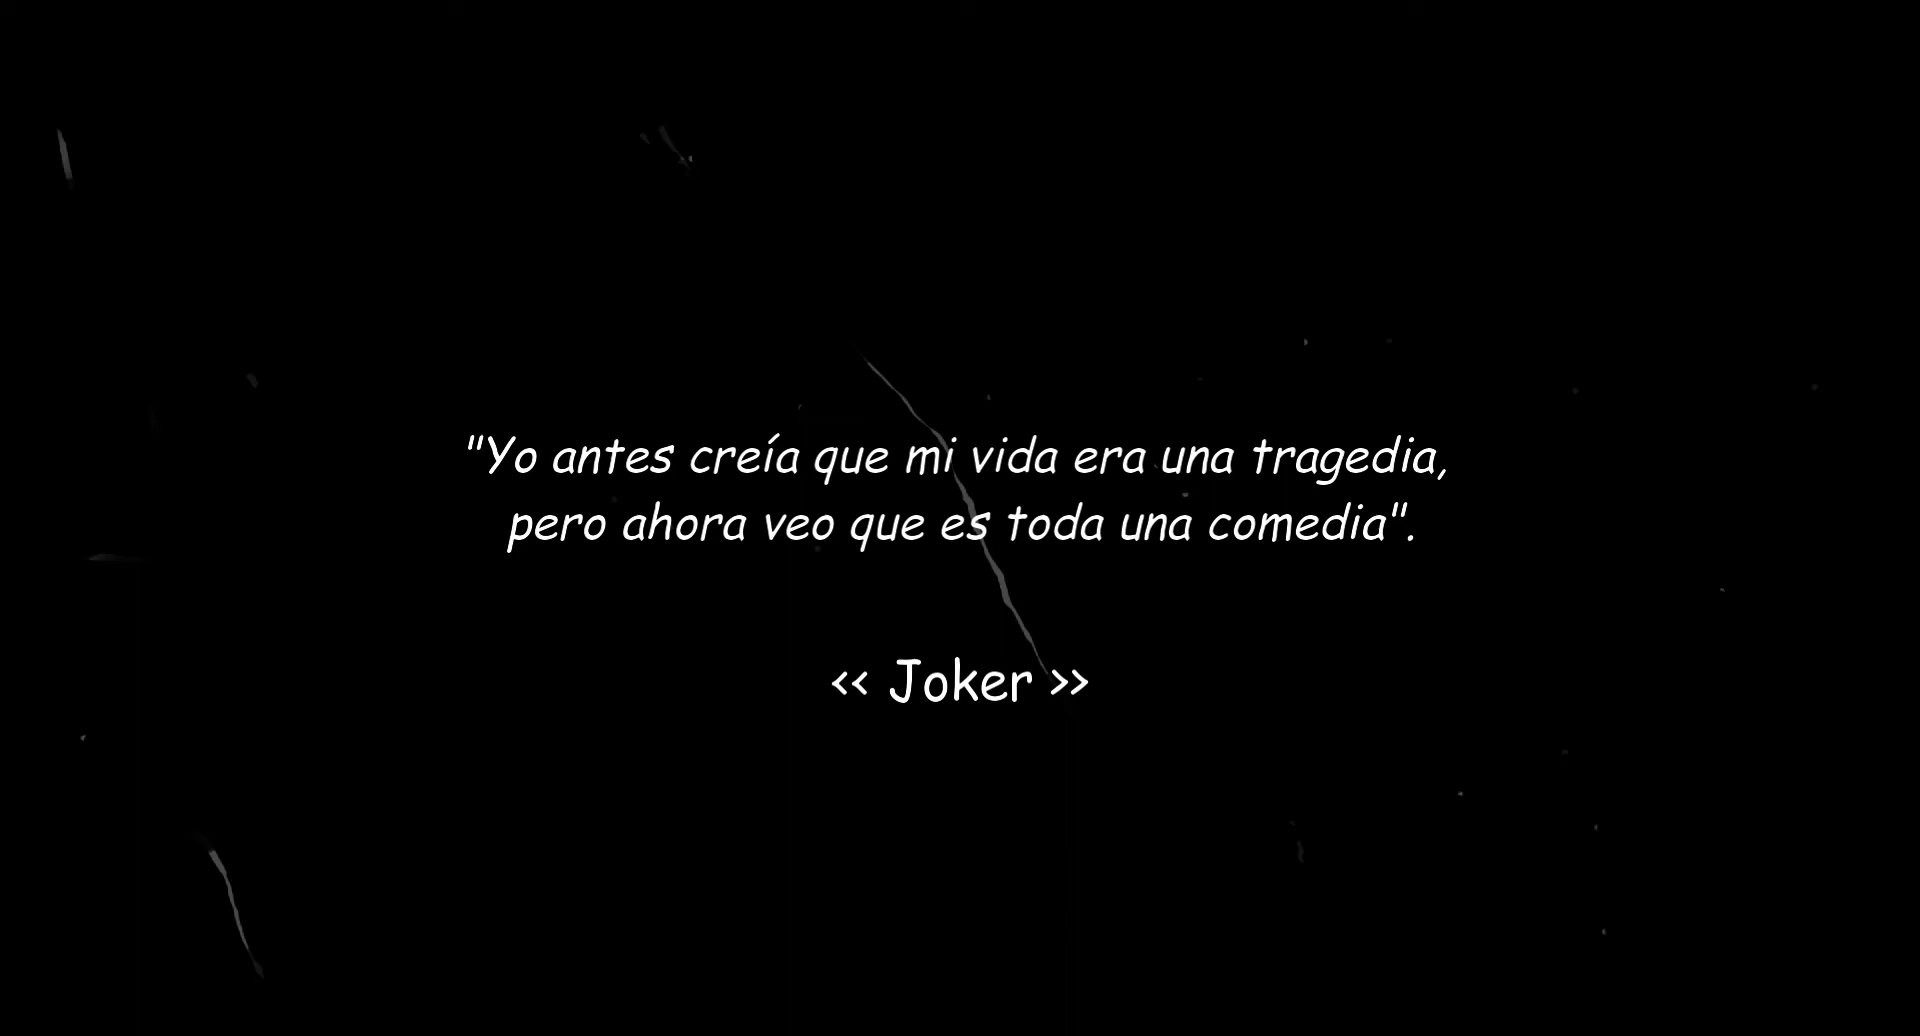 "Yo antes creía que mi vida era una tragedia,
pero ahora veo que es toda una comedia".
<< Joker >>